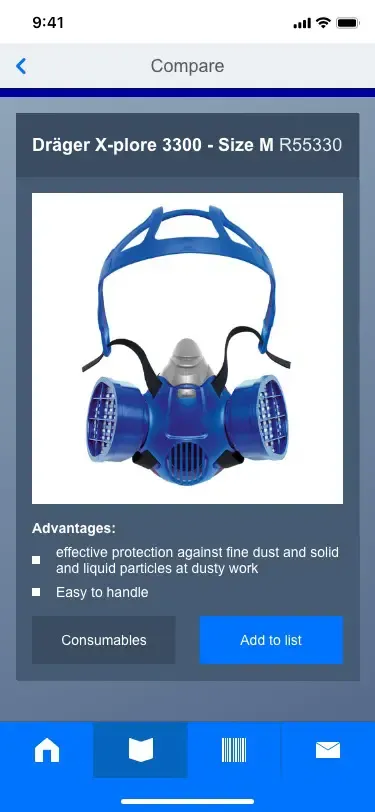 9:41
Compare
Dräger X-plore 3300 - Size M R55330
Advantages:
effective protection against fine dust and solid
and liquid particles at dusty work
Easy to handle
Consumables
Add to list